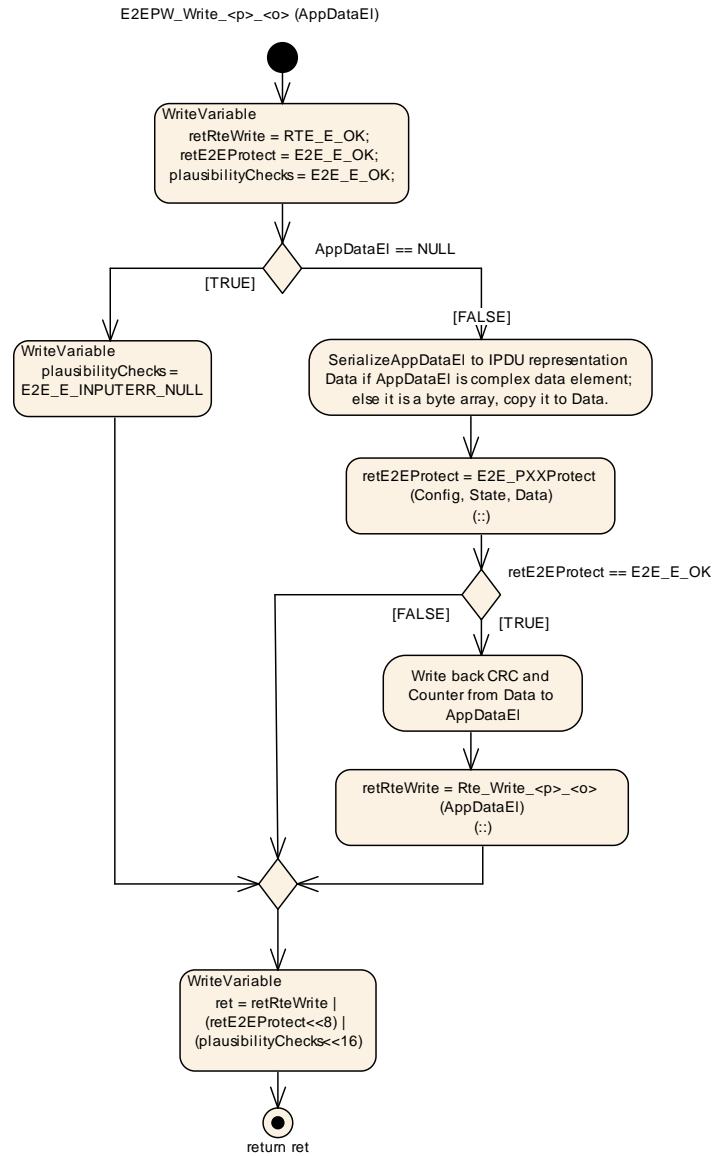 E2EPW_Write_<p>_<o> (AppDataEl)
WriteVariable
retRteWrite = RTE_E_OK;
retE2EProtect = E2E_E_OK;
plausibilityChecks = E2E_E_OK;
AppDataEl == NULL
[TRUE]
[FALSE]
WriteVariable
plausibilityChecks =
E2E_E_INPUTERR_NULL
SerializeAppDataEl to IPDU representation
Data if AppDataEl is complex data element;
else it is a byte array, copy it to Data.
retE2EProtect = E2E_PXXProtect
(Config, State, Data)
(::)
retE2EProtect == E2E_E_OK
[FALSE]
[TRUE]
Write back CRC and
Counter from Data to
AppDataEl
retRteWrite = Rte_Write_<p>_<o>
(AppDataEl)
(::)
WriteVariable
ret = retRteWrite |
(retE2EProtect<<8) |
(plausibilityChecks<<16)
return ret